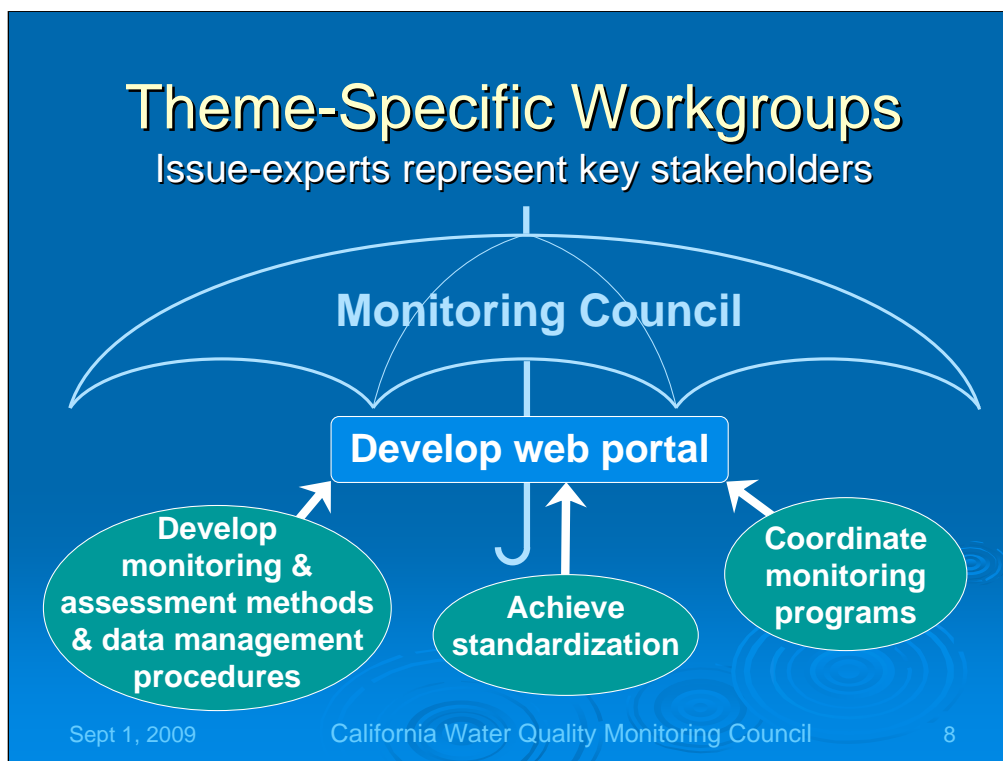 Theme-Specific Workgroups
Issue-experts represent key stakeholders
Monitoring Council
Develop web portal
Develop
monitoring &
assessment methods
& data management
procedures
Achieve
standardization
Coordinate
monitoring
programs
Sept 1, 2009
California Water Quality Monitoring Council
8